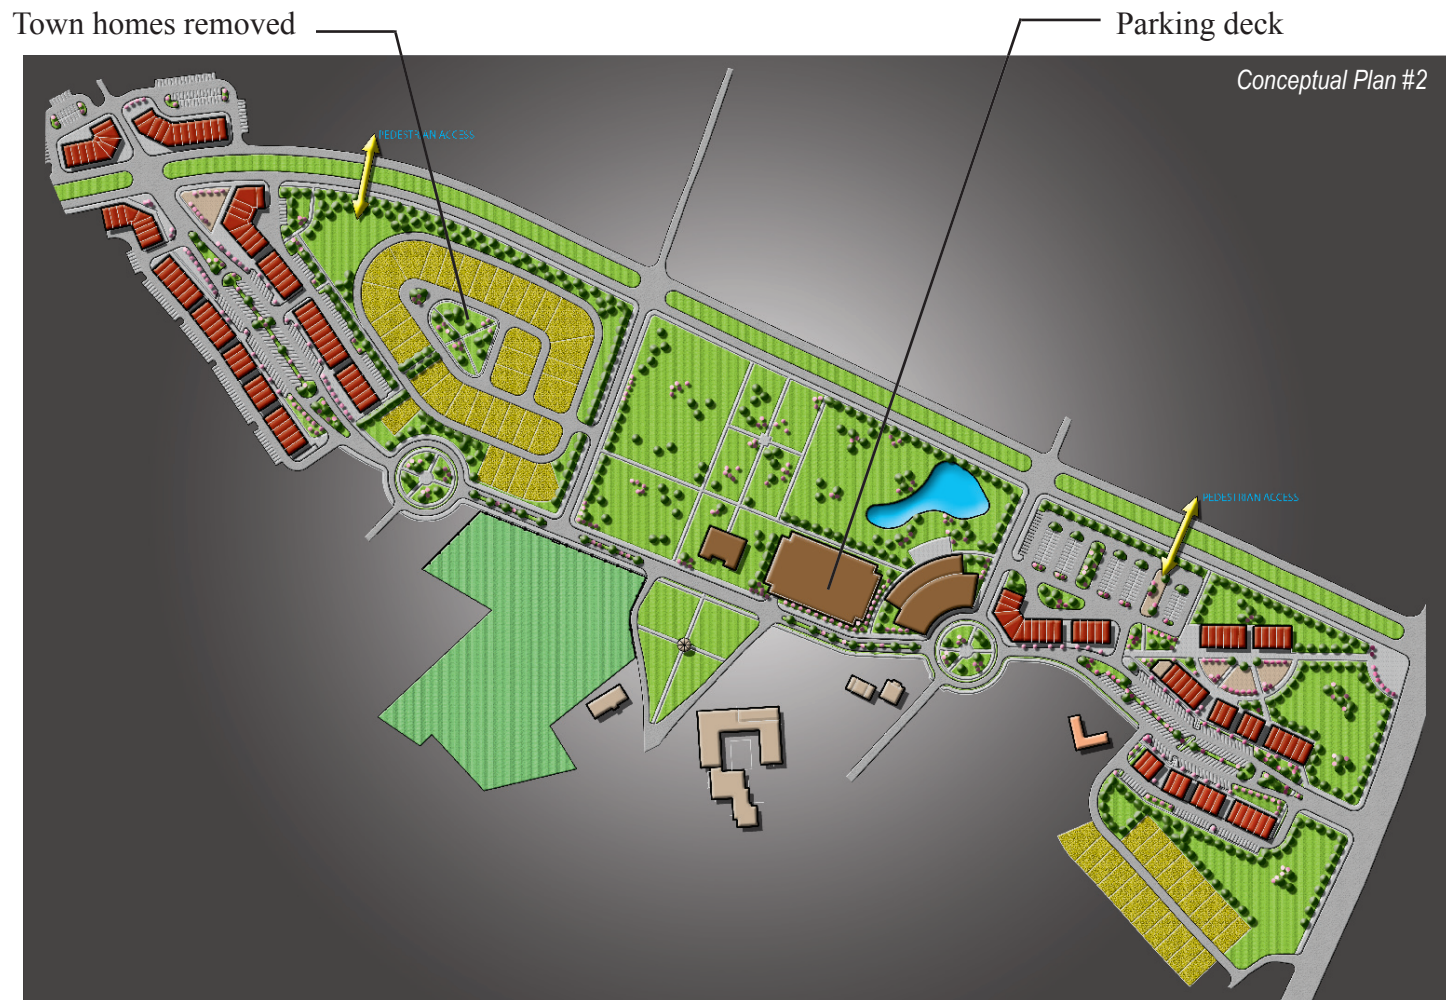 Town homes removed
Parking deck
Conceptual Plan #2
PEDESTRIAN ACCESS
PEDESTRIAN ACCESS